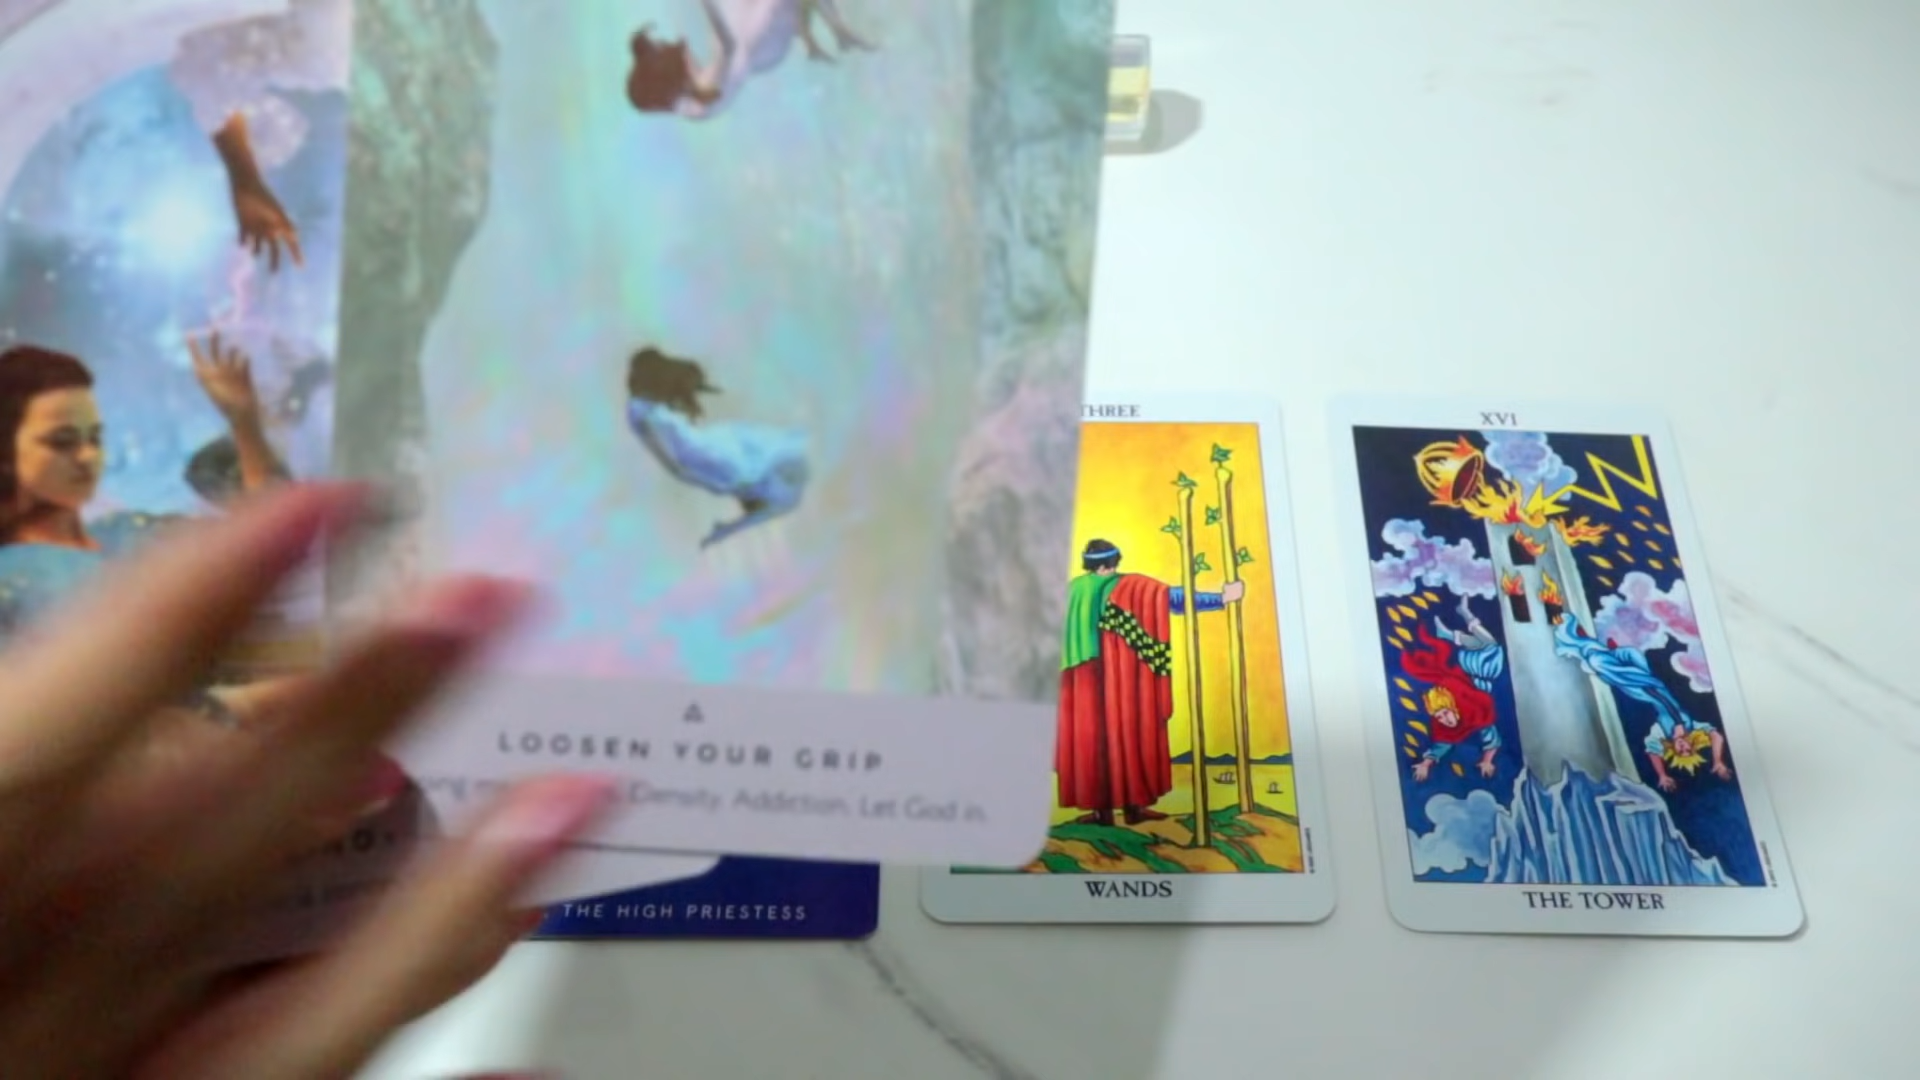 THREE
XVI
LOOSEN YOUR GRIP
Density. Addiction. Let God in.
WANDS
THE TOWER
THE HIGH PRIESTESS